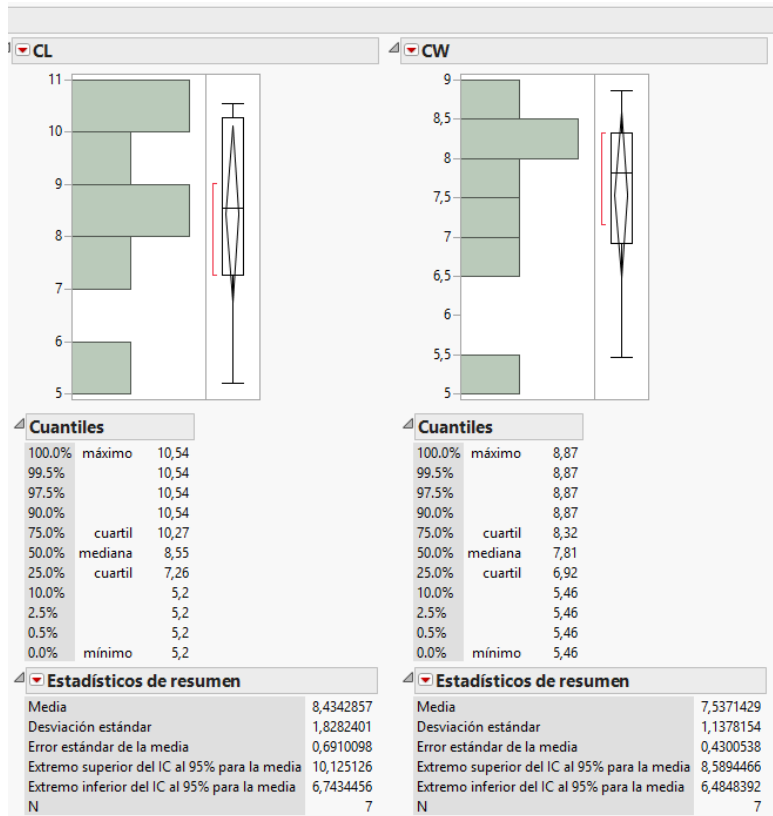 CL
11
10
9
8
7
6
5
Cuantiles
100.0% máximo 10,54
99.5% 10,54
97.5% 10,54
90.0% 10,54
75.0% cuartil 10,27
50.0% mediana 8,55
25.0% cuartil 7,26
10.0% 5,2
2.5% 5,2
0.5% 5,2
0.0% mínimo 5,2
Estadísticos de resumen
Media 8,4342857
Desviación estándar 1,8282401
Error estándar de la media 0,6910098
Extremo superior del IC al 95% para la media 10,125126
Extremo inferior del IC al 95% para la media 6,7434456
N 7
CW
9
8,5
8
7,5
7
6,5
6
5,5
5
Cuantiles
100.0% máximo 8,87
99.5% 8,87
97.5% 8,87
90.0% 8,87
75.0% cuartil 8,32
50.0% mediana 7,81
25.0% cuartil 6,92
10.0% 5,46
2.5% 5,46
0.5% 5,46
0.0% mínimo 5,46
Estadísticos de resumen
Media 7,5371429
Desviación estándar 1,1378154
Error estándar de la media 0,4300538
Extremo superior del IC al 95% para la media 8,5894466
Extremo inferior del IC al 95% para la media 6,4848392
N 7